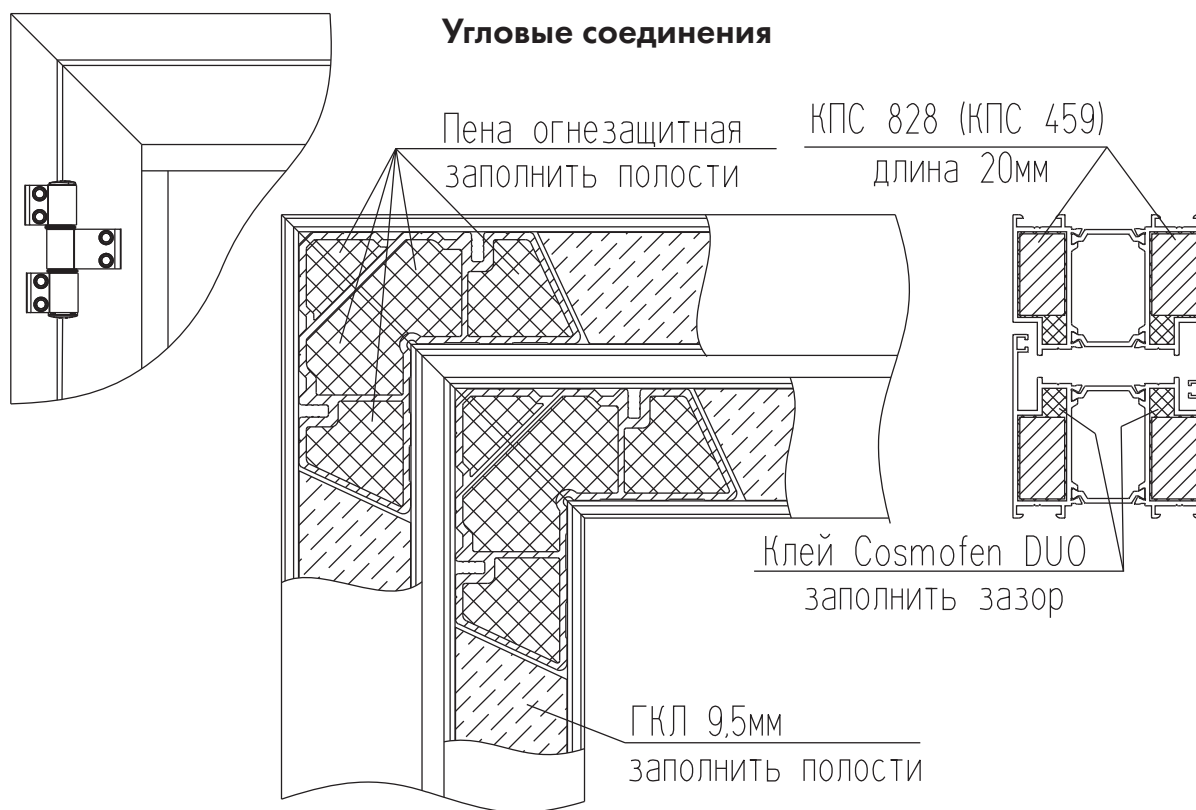 Угловые соединения
Пена огнезащитная
заполнить полости
КПС 828 (КПС 459)
длина 20мм
Клей Cosmofen DUO
заполнить зазор
ГКЛ 9,5мм
заполнить полости